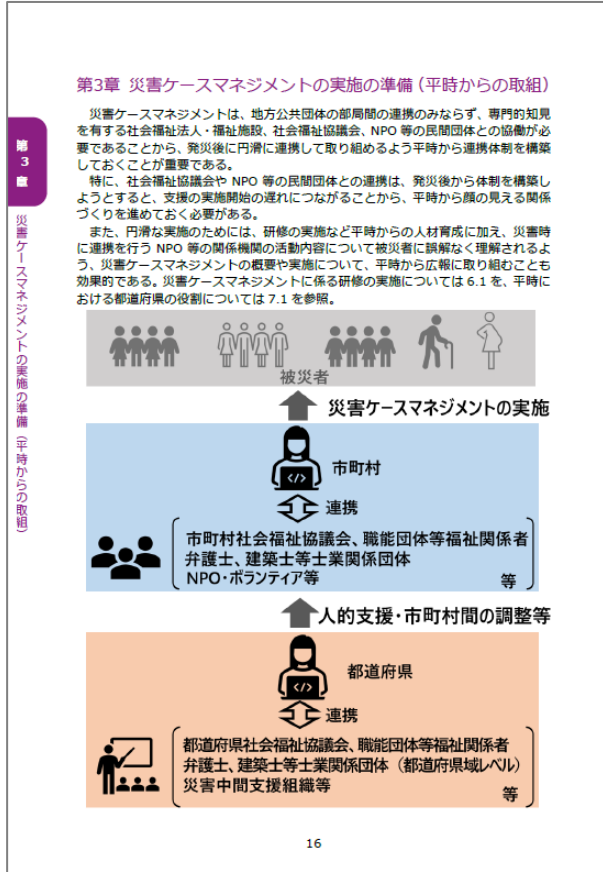 第3章 災害ケースマネジメントの実施の準備(平時からの取組)
災害ケースマネジメントは、地方公共団体の部局間の連携のみならず、専門的知見
を有する社会福祉法人・福祉施設、社会福祉協議会、NPO 等の民間団体との協働が必
要であることから、発災後に円滑に連携して取り組めるよう平時から連携体制を構築
しておくことが重要である。
特に、社会福祉協議会や NPO 等の民間団体との連携は、発災後から体制を構築し
ようとすると、支援の実施開始の遅れにつながることから、平時から顔の見える関係
づくりを進めておく必要がある。
また、円滑な実施のためには、研修の実施など平時からの人材育成に加え、災害時
に連携を行う NPO 等の関係機関の活動内容について被災者に誤解なく理解されるよ
う、災害ケースマネジメントの概要や実施について、平時から広報に取り組むことも
効果的である。災害ケースマネジメントに係る研修の実施については 6.1 を、平時に
おける都道府県の役割については 7.1 を参照。
第3章
災害ケースマネジメントの実施の準備(平時からの取組)
被災者
災害ケースマネジメントの実施
</>
市町村
連携
市町村社会福祉協議会、職能団体等福祉関係者
弁護士、建築士等士業関係団体
NPO・ボランティア等
等
人的支援・市町村間の調整等
</>
都道府県
連携
都道府県社会福祉協議会、職能団体等福祉関係者
弁護士、建築士等士業関係団体(都道府県域レベル)
災害中間支援組織等
等
16